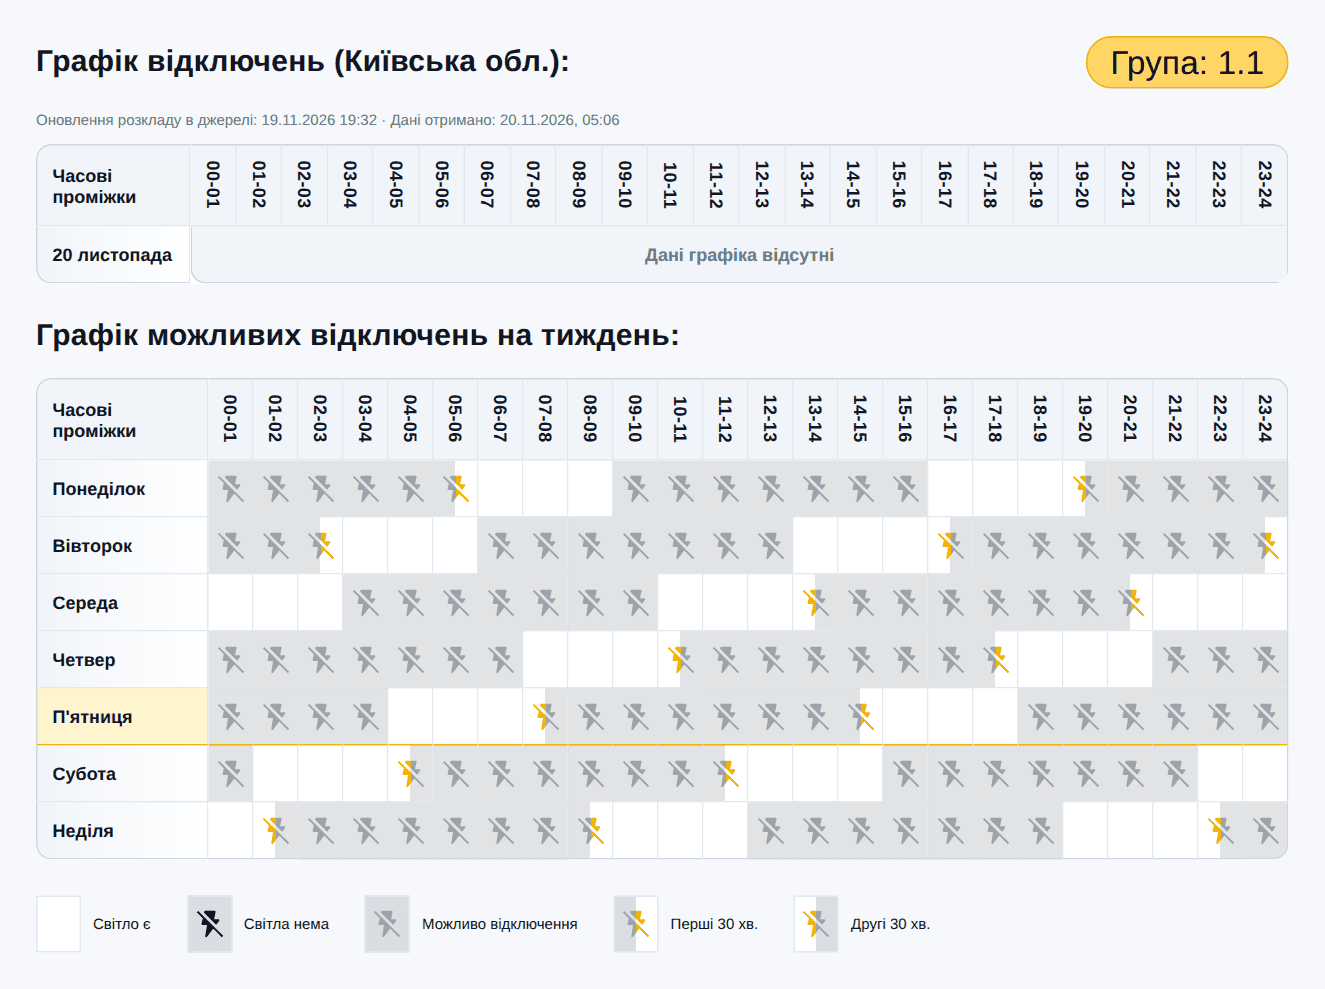 Графік відключень (Київська обл.):
Група: 1.1
Оновлення розкладу в джерелі: 19.11.2026 19:32 · Дані отримано: 20.11.2026, 05:06
Часові проміжки 00-01 01-02 02-03 03-04 04-05 05-06 06-07 07-08 08-09 09-10 10-11 11-12 12-13 13-14 14-15 15-16 16-17 17-18 18-19 19-20 20-21 21-22 22-23 23-24
20 листопада Дані графіка відсутні
Графік можливих відключень на тиждень:
Часові проміжки 00-01 01-02 02-03 03-04 04-05 05-06 06-07 07-08 08-09 09-10 10-11 11-12 12-13 13-14 14-15 15-16 16-17 17-18 18-19 19-20 20-21 21-22 22-23 23-24
Понеділок
Вівторок
Середа
Четвер
П'ятниця
Субота
Неділя
Світло є Світла нема Можливо відключення Перші 30 хв. Другі 30 хв.